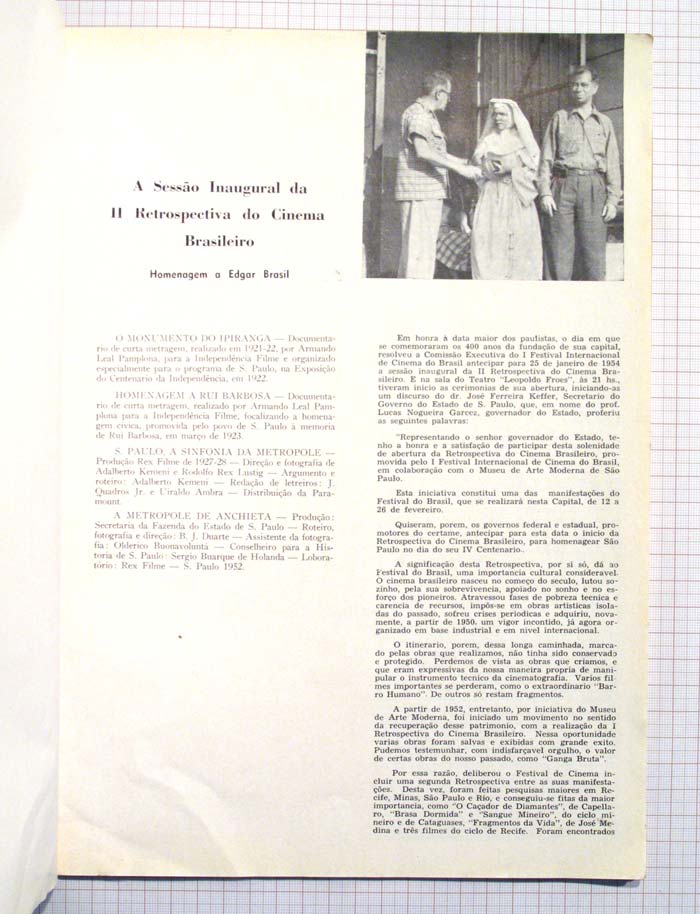 A Sessão Inaugural da
II Retrospectiva do Cinema
Brasileiro
Homenagem a Edgar Brasil
O MONUMENTO DO IPIRANGA — Documenta-
rio de curta metragem, realizado em 1921-22, por Armando
Leal Pamplona, para a Independência Filme e organizado
especialmente para o programa de S. Paulo, na Exposição
do Centenario da Independência, em 1922.
HOMENAGEM A RUI BARBOSA — Documentа-
rio de curta metragem, realizado por Armando Leal Pam-
plona para a Independência Filme, focalizando a homena-
gem civica, promovida pelo povo de S. Paulo à memoria
de Rui Barbosa, em março de 1923.
S. PAULO, A SINFONIA DA METROPOLE —
Produção Rex Filme de 1927-28 — Direção e fotografia de
Adalberto Kemeni e Rodolfo Rex Lustig — Argumento e
roteiro: Adalberto Kemeni — Redação de letreiros: J.
Quadros Jr. e Uiraldo Ambra — Distribuição da Para-
mount.
A METROPOLE DE ANCHIETA — Produção:
Secretaria da Fazenda do Estado de S. Paulo — Roteiro,
fotografia e direção: B. J. Duarte — Assistente da fotogra-
fia: Olderico Buonavolunta — Conselheiro para a His-
toria de S. Paulo: Sergio Buarque de Holanda — Lobora-
tório: Rex Filme — S. Paulo 1952.
Em honra à data maior dos paulistas, o dia em que
se comemoraram os 400 anos da fundação de sua capital,
resolveu a Comissão Executiva do I Festival Internacional
de Cinema do Brasil antecipar para 25 de janeiro de 1954
a sessão inaugural da II Retrospectiva do Cinema Bra-
sileiro. E na sala do Teatro "Leopoldo Froes", às 21 hs.,
tiveram inicio as cerimonias de sua abertura, iniciando-as
um discurso do dr. José Ferreira Keffer, Secretario do
Governo do Estado de S. Paulo, que, em nome do prof.
Lucas Nogueira Garcez, governador do Estado, proferiu
as seguintes palavras:
"Representando o senhor governador do Estado, te-
nho a honra e a satisfação de participar desta solenidade
de abertura da Retrospectiva do Cinema Brasileiro, pro-
movida pelo I Festival Internacional de Cinema do Brasil,
em colaboração com o Museu de Arte Moderna de São
Paulo.
Esta iniciativa constitui uma das manifestações do
Festival do Brasil, que se realizará nesta Capital, de 12 a
26 de fevereiro.
Quiseram, porem, os governos federal e estadual, pro-
motores do certame, antecipar para esta data o inicio da
Retrospectiva do Cinema Brasileiro, para homenagear São
Paulo no dia do seu IV Centenario.
A significação desta Retrospectiva, por si só, dá ao
Festival do Brasil, uma importancia cultural consideravel.
O cinema brasileiro nasceu no começo do seculo, lutou so-
zinho, pela sua sobrevivencia, apoiado no sonho e no es-
forço dos pioneiros. Atravessou fases de pobreza tecnica e
carencia de recursos, impôs-se em obras artisticas isola-
das do passado, sofreu crises periodicas e adquiriu, nova-
mente, a partir de 1950, um vigor incontido, já agora or-
ganizado em base industrial e em nivel internacional.
O itinerario, porem, dessa longa caminhada, marca-
do pelas obras que realizamos, não tinha sido conservado
e protegido. Perdemos de vista as obras que criamos, e
que eram expressivas da nossa maneira propria de mani-
pular o instrumento tecnico da cinematografia. Varios fil-
mes importantes se perderam, como o extraordinario "Bar-
ro Humano". De outros só restam fragmentos.
A partir de 1952, entretanto, por iniciativa do Museu
de Arte Moderna, foi iniciado um movimento no sentido
da recuperação desse patrimonio, com a realização da I
Retrospectiva do Cinema Brasileiro. Nessa oportunidade
varias obras foram salvas e exibidas com grande exito.
Pudemos testemunhar, com indisfarçavel orgulho, o valor
de certas obras do nosso passado, como "Ganga Bruta".
Por essa razão, deliberou o Festival de Cinema in-
cluir uma segunda Retrospectiva entre as suas manifesta-
ções. Desta vez, foram feitas pesquisas maiores em Re-
cife, Minas, São Paulo e Rio, e conseguiu-se fitas da maior
importancia, como "O Caçador de Diamantes", de Capella-
ro, "Brasa Dormida" e "Sangue Mineiro", do ciclo mi-
neiro e de Cataguases, "Fragmentos da Vida", de José Me-
dina e três filmes do ciclo de Recife. Foram encontrados